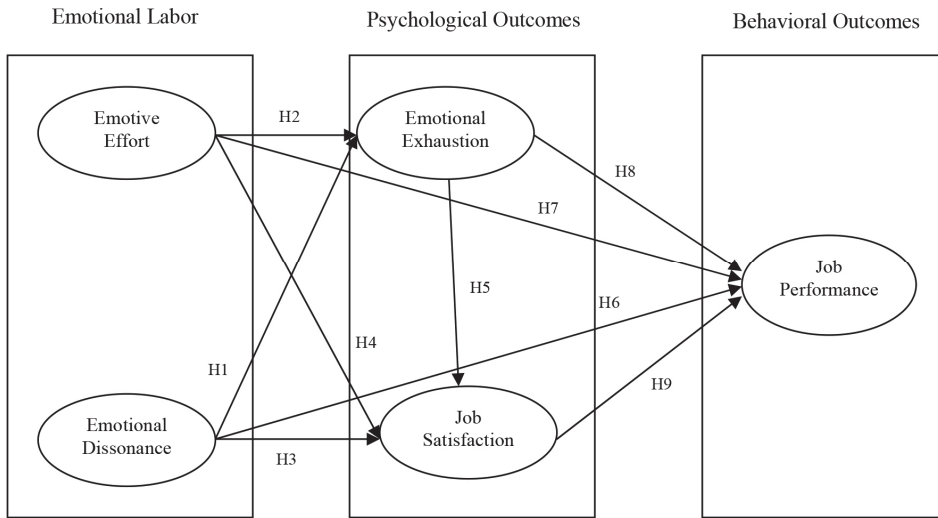 Emotional Labor
Psychological Outcomes
Behavioral Outcomes
Emotive
Effort
H2
Emotional
Exhaustion
H8
H7
Job
Performance
H5
H6
H4
H1
H9
Emotional
Dissonance
Job
Satisfaction
H3